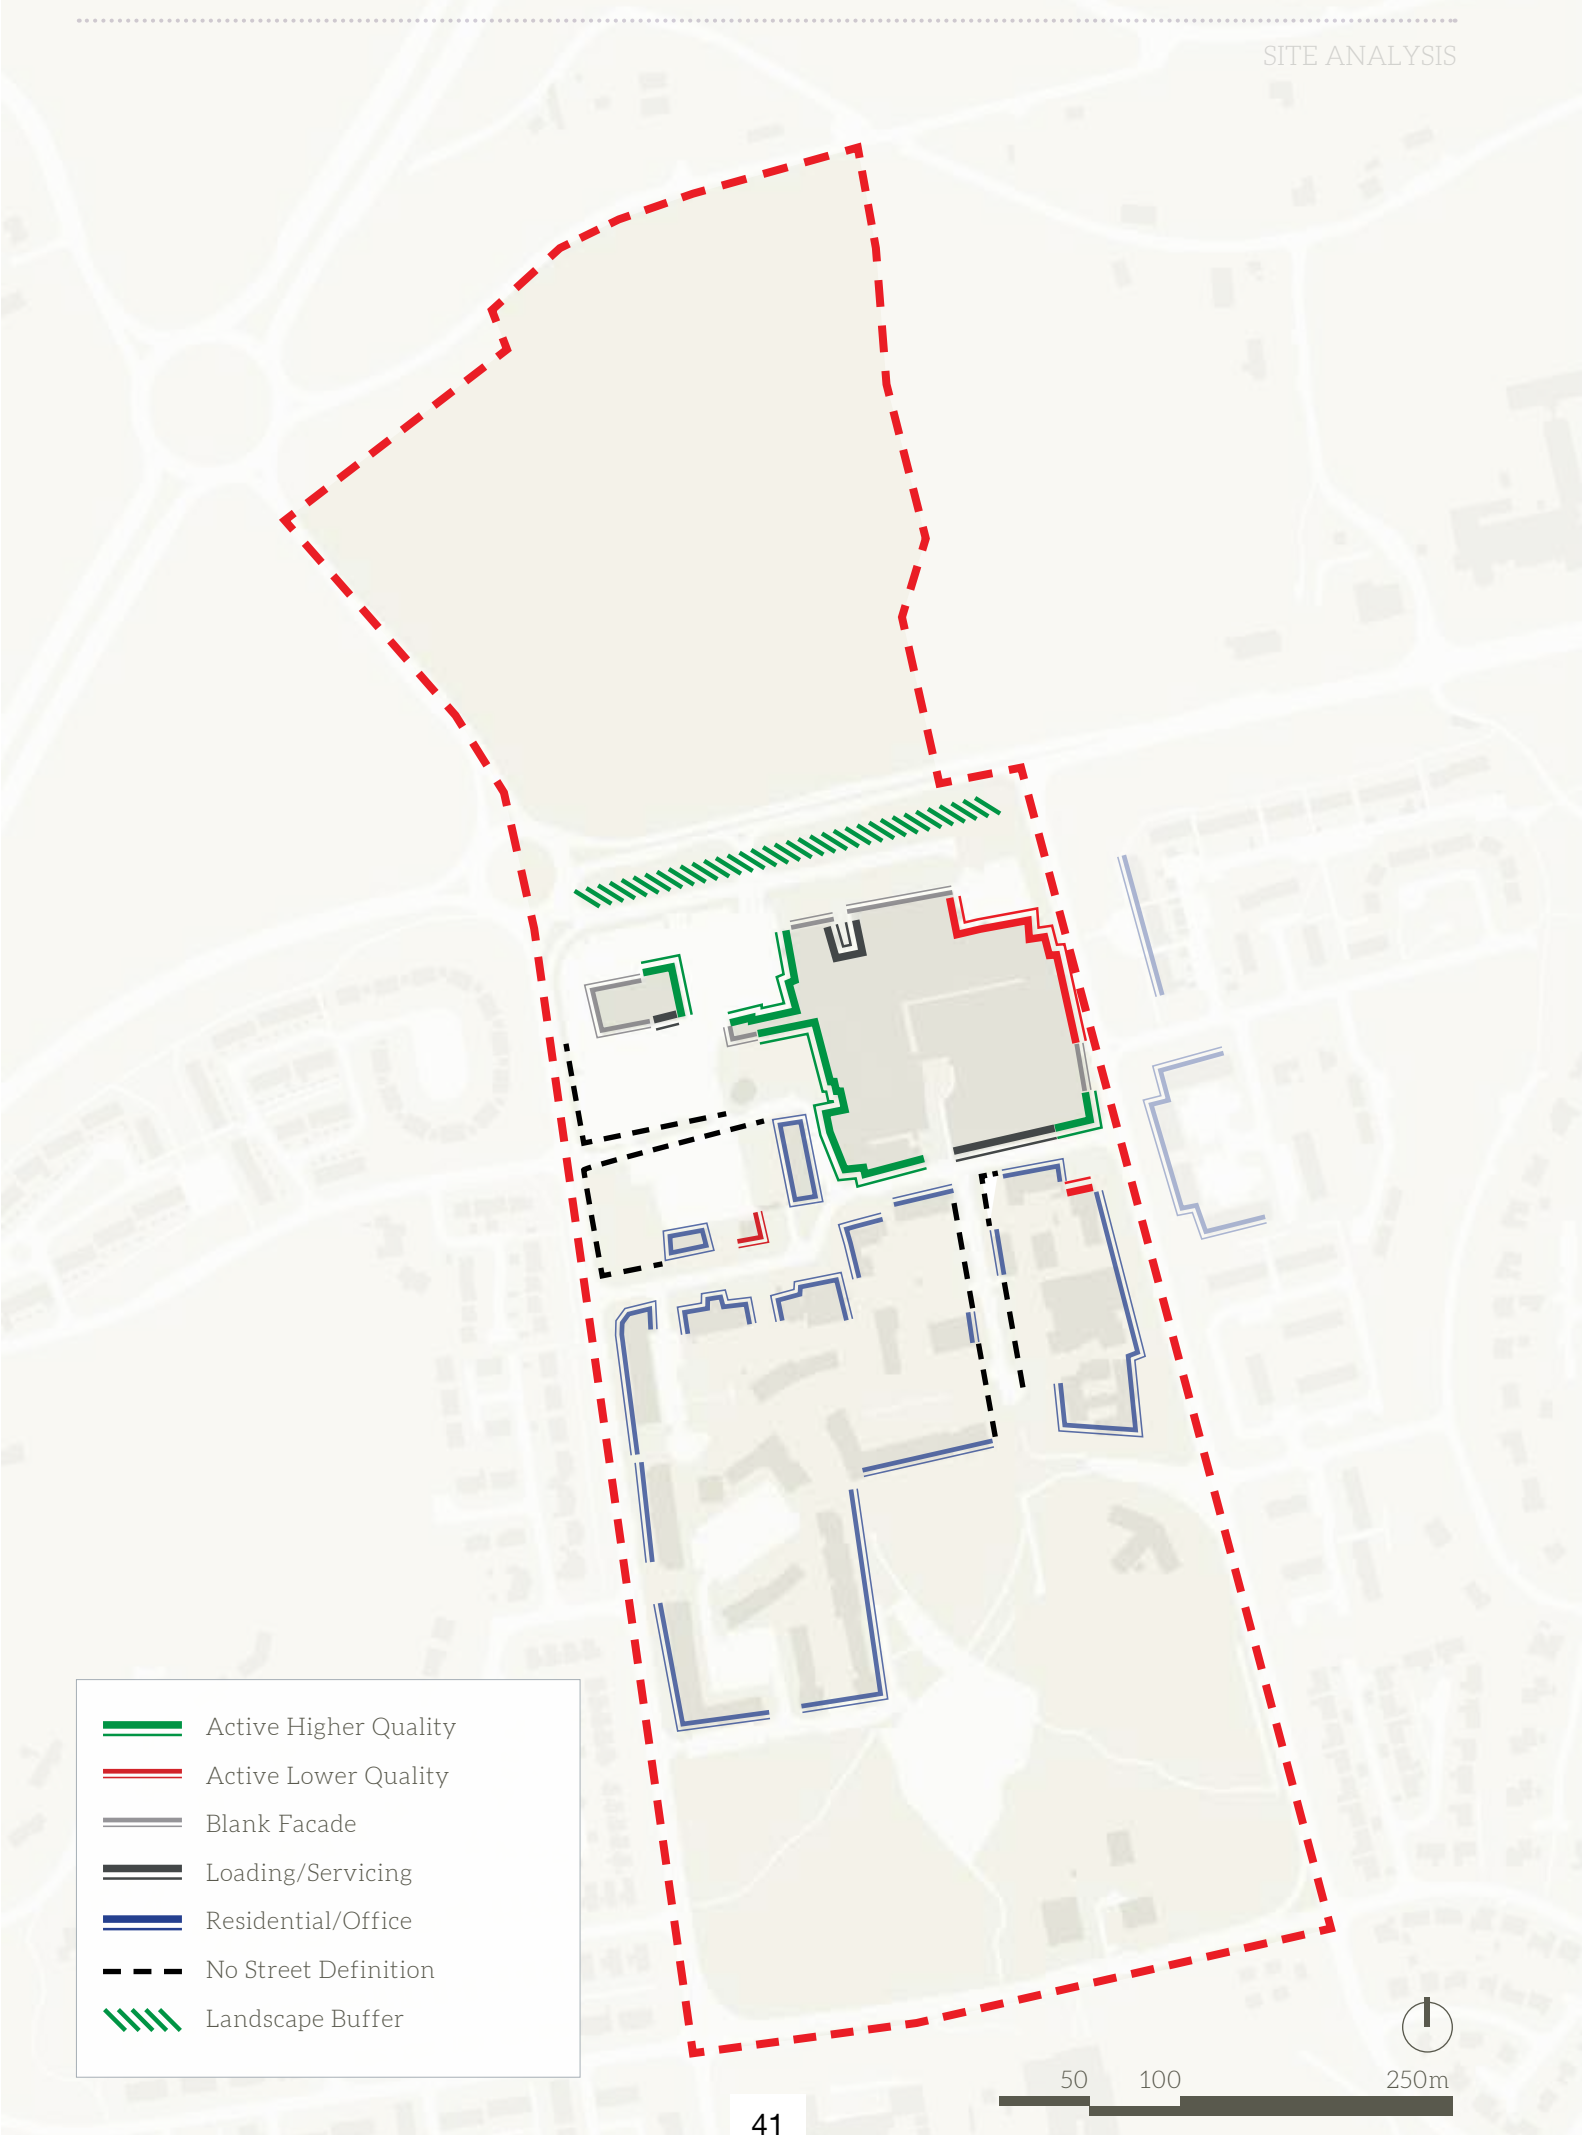 SITE ANALYSIS
Active Higher Quality
Active Lower Quality
Blank Facade
Loading/Servicing
Residential/Office
No Street Definition
Landscape Buffer
50 100 250m
41